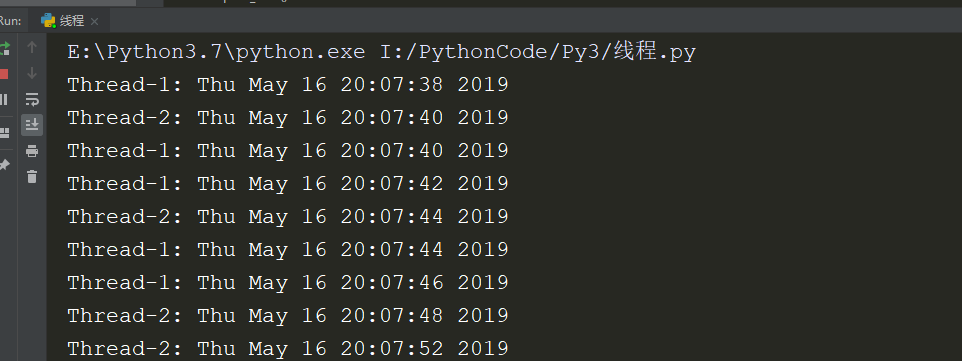 Run:
线程
E:\Python3.7\python.exe I:/PythonCode/Py3/线程.py
Thread-1: Thu May 16 20:07:38 2019
Thread-2: Thu May 16 20:07:40 2019
Thread-1: Thu May 16 20:07:40 2019
Thread-1: Thu May 16 20:07:42 2019
Thread-2: Thu May 16 20:07:44 2019
Thread-1: Thu May 16 20:07:44 2019
Thread-1: Thu May 16 20:07:46 2019
Thread-2: Thu May 16 20:07:48 2019
Thread-2: Thu May 16 20:07:52 2019